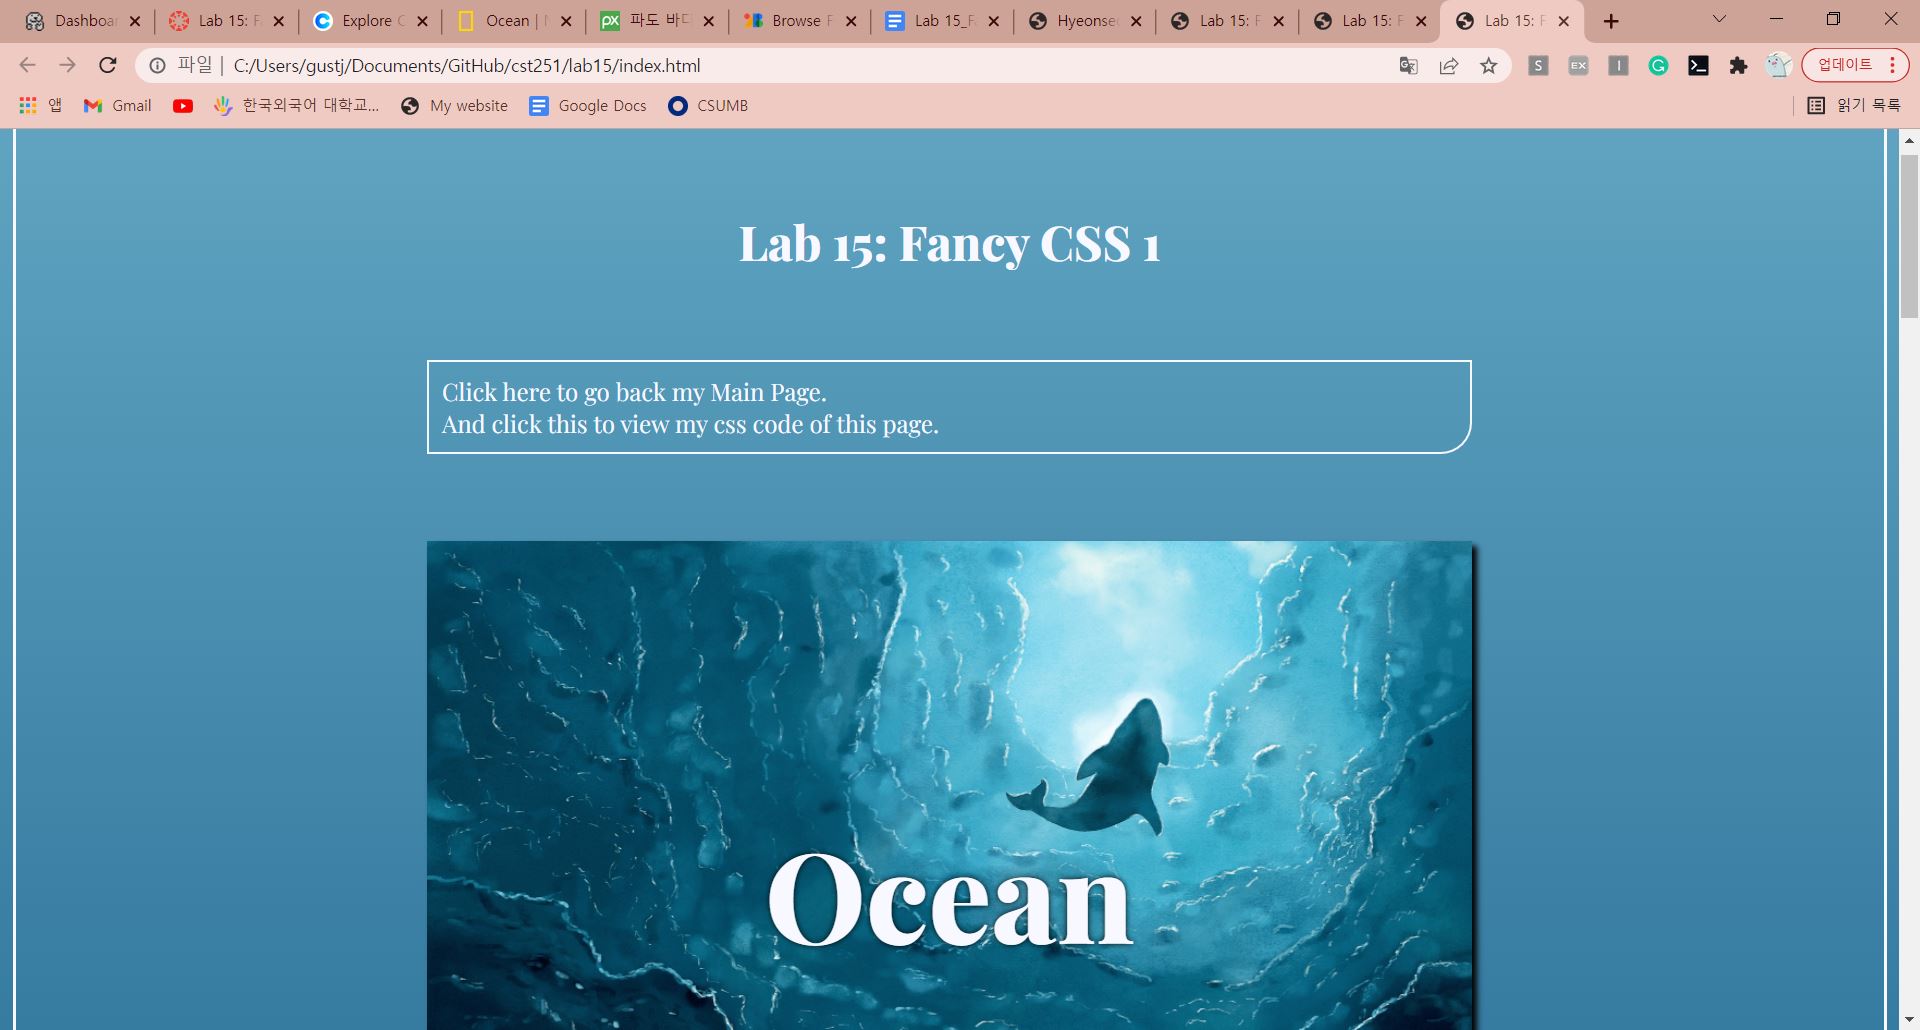 Dashboar
Lab 15: F
Explore C
Ocean |
파도 바다
Browse F
Lab 15_F
Hyeonseo
Lab 15: F
Lab 15: F
Lab 15: F
파일 | C:/Users/gustj/Documents/GitHub/cst251/lab15/index.html
S
EX
I
업데이트
앱
Gmail
한국외국어 대학교...
My website
Google Docs
CSUMB
읽기 목록
Lab 15: Fancy CSS 1
Click here to go back my Main Page.
And click this to view my css code of this page.
Ocean